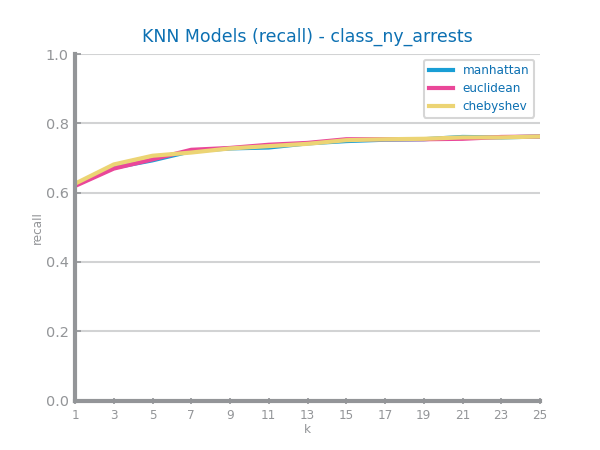 KNN Models (recall) - class_ny_arrests
manhattan
euclidean
chebyshev
1.0
0.8
0.6
0.4
0.2
0.0
recall
1 3 5 7 9 11 13 15 17 19 21 23 25
k